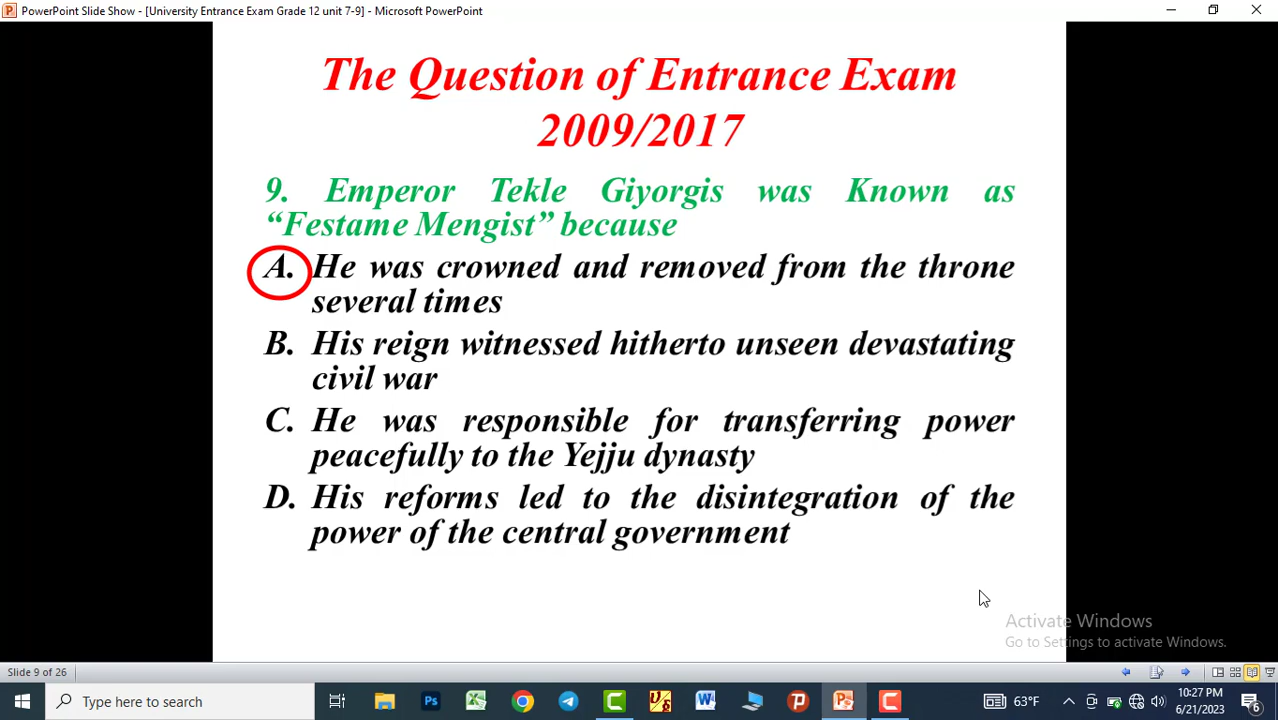 PowerPoint Slide Show - [University Entrance Exam Grade 12 unit 7-9] - Microsoft PowerPoint
The Question of Entrance Exam
2009/2017
9. Emperor Tekle Giyorgis was Known as
“Festame Mengist” because
A. He was crowned and removed from the throne
several times
B. His reign witnessed hitherto unseen devastating
civil war
C. He was responsible for transferring power
peacefully to the Yejju dynasty
D. His reforms led to the disintegration of the
power of the central government
Activate Windows
Go to Settings to activate Windows.
Slide 9 of 26
Type here to search
63°F
10:27 PM
6/21/2023
6